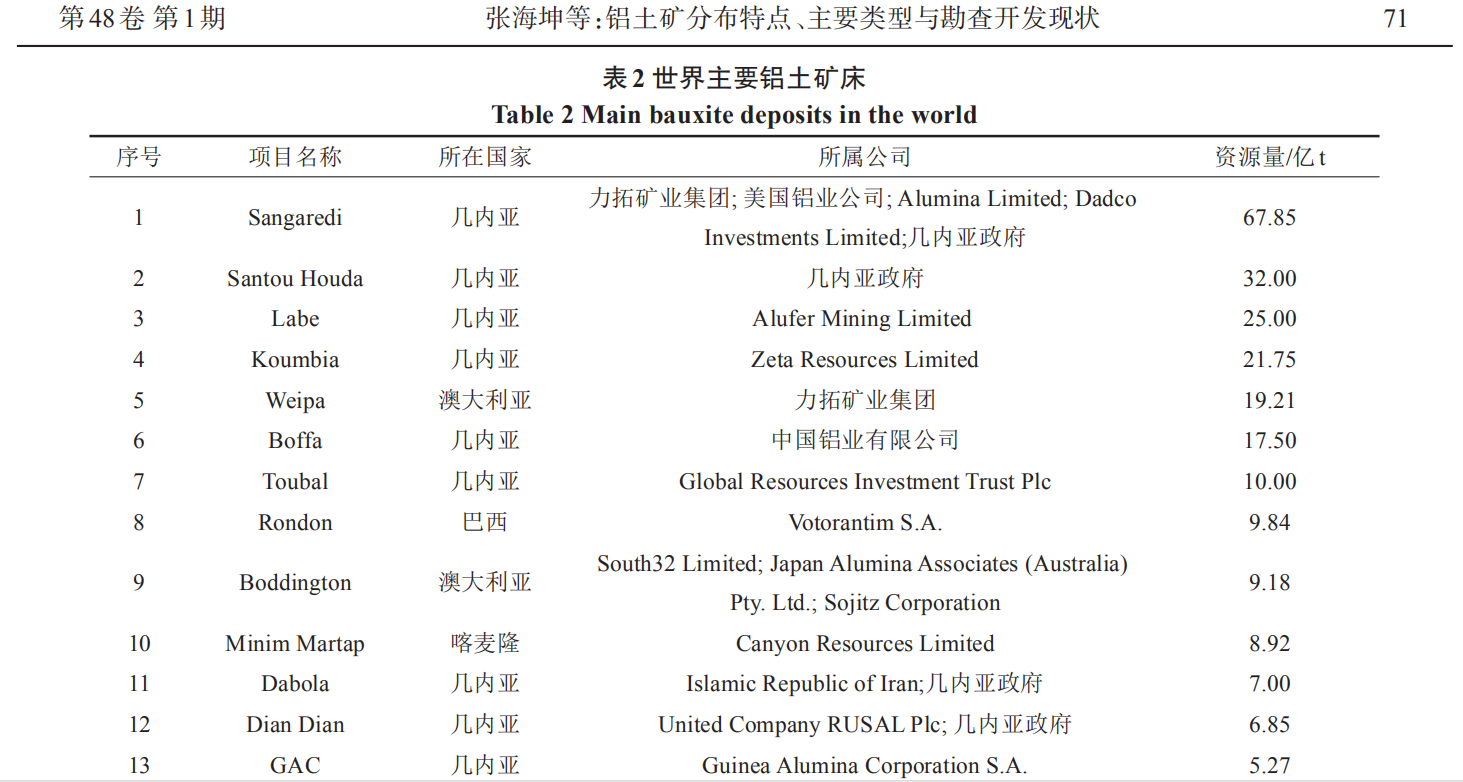 第48卷 第1期 张海坤等:铝土矿分布特点、主要类型与勘查开发现状 71
表2 世界主要铝土矿床
Table 2 Main bauxite deposits in the world
序号 项目名称 所在国家 所属公司 资源量/亿 t
1 Sangaredi 几内亚 力拓矿业集团; 美国铝业公司; Alumina Limited; Dadco Investments Limited;几内亚政府 67.85
2 Santou Houda 几内亚 几内亚政府 32.00
3 Labe 几内亚 Alufer Mining Limited 25.00
4 Koumbia 几内亚 Zeta Resources Limited 21.75
5 Weipa 澳大利亚 力拓矿业集团 19.21
6 Boffa 几内亚 中国铝业有限公司 17.50
7 Toubal 几内亚 Global Resources Investment Trust Plc 10.00
8 Rondon 巴西 Votorantim S.A. 9.84
9 Boddington 澳大利亚 South32 Limited; Japan Alumina Associates (Australia) Pty. Ltd.; Sojitz Corporation 9.18
10 Minim Martap 喀麦隆 Canyon Resources Limited 8.92
11 Dabola 几内亚 Islamic Republic of Iran;几内亚政府 7.00
12 Dian Dian 几内亚 United Company RUSAL Plc; 几内亚政府 6.85
13 GAC 几内亚 Guinea Alumina Corporation S.A. 5.27